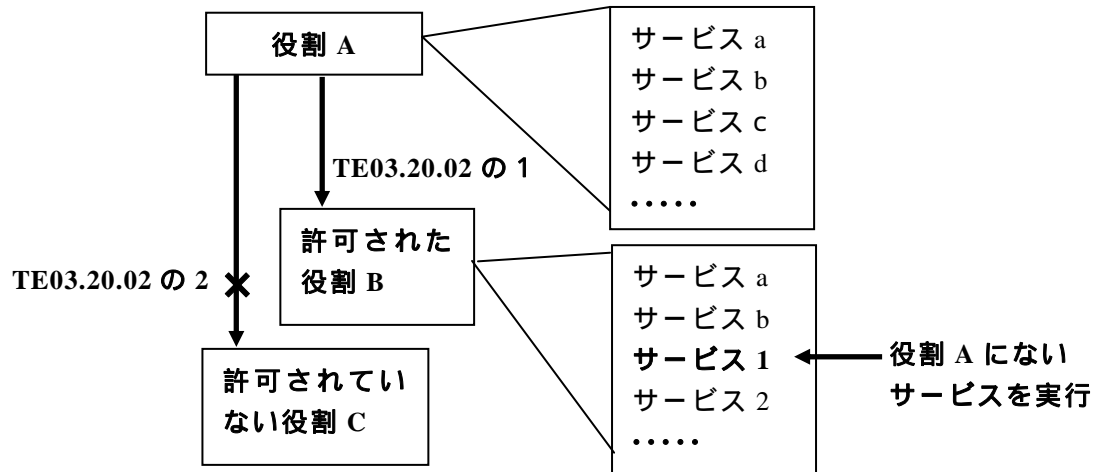 役割 A
サービス a
サービス b
サービス c
サービス d
・・・・・
TE03.20.02 の 1
許可された
役割 B
TE03.20.02 の 2
サービス a
サービス b
サービス 1
サービス 2
・・・・・
役割 A にない
サービスを実行
許可されてい
ない役割 C